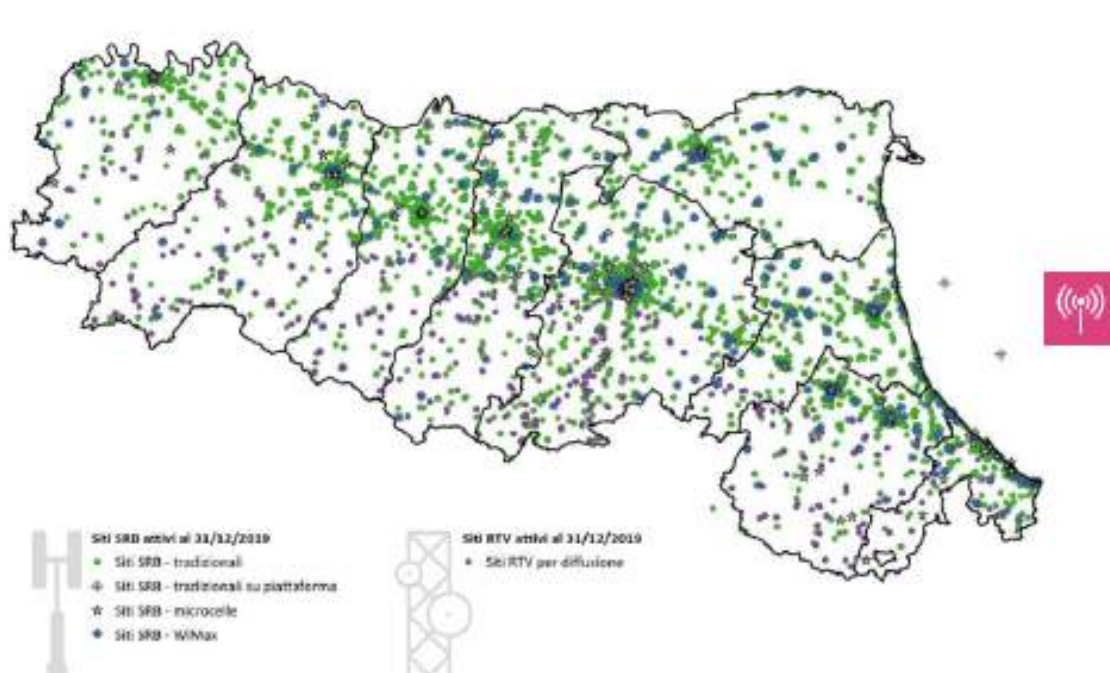 Siti SRB attivi al 31/12/2019
Siti SRB - tradizionali
Siti SRB - tradizionali su piattaforma
Siti SRB - microcelle
Siti SRB - WiMax
Siti RTV attivi al 31/12/2019
Siti RTV per diffusione